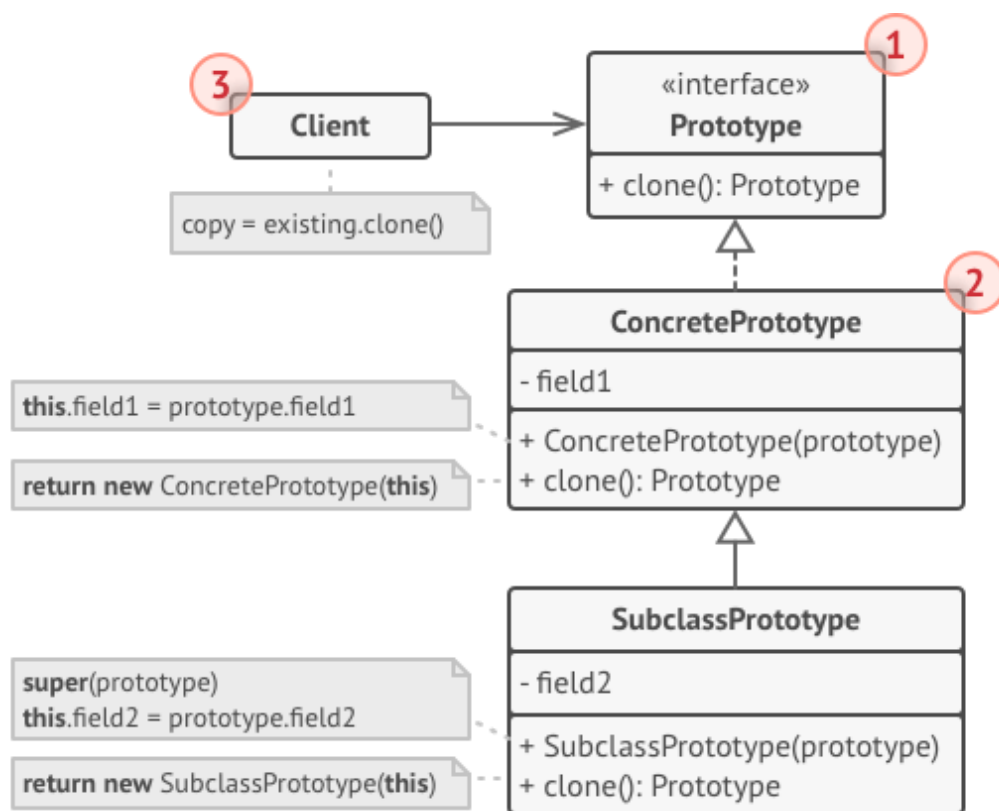 1
«interface»
Prototype
+ clone(): Prototype
3
Client
copy = existing.clone()
2
ConcretePrototype
- field1
+ ConcretePrototype(prototype)
+ clone(): Prototype
this.field1 = prototype.field1
return new ConcretePrototype(this)
SubclassPrototype
- field2
+ SubclassPrototype(prototype)
+ clone(): Prototype
super(prototype)
this.field2 = prototype.field2
return new SubclassPrototype(this)